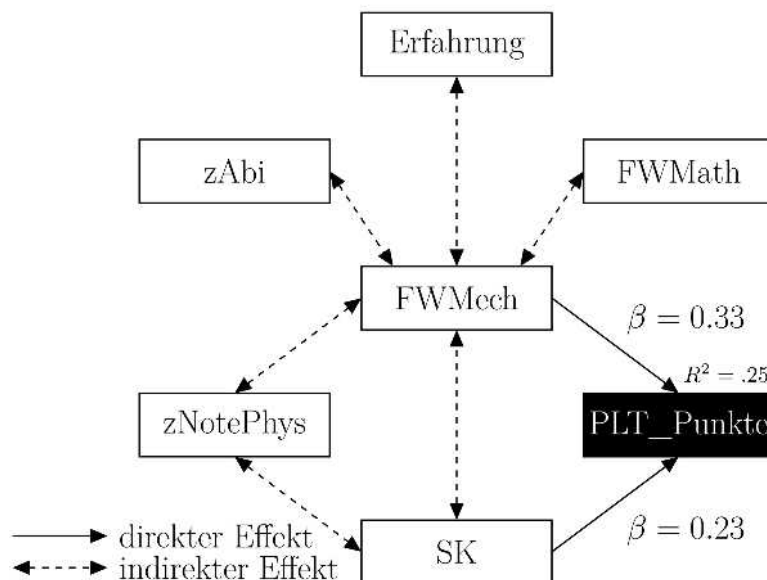 Erfahrung
zAbi
FWMath
FWMech
β = 0.33
R² = .25
zNotePhys
PLT_Punkte
direkter Effekt
indirekter Effekt
SK
β = 0.23